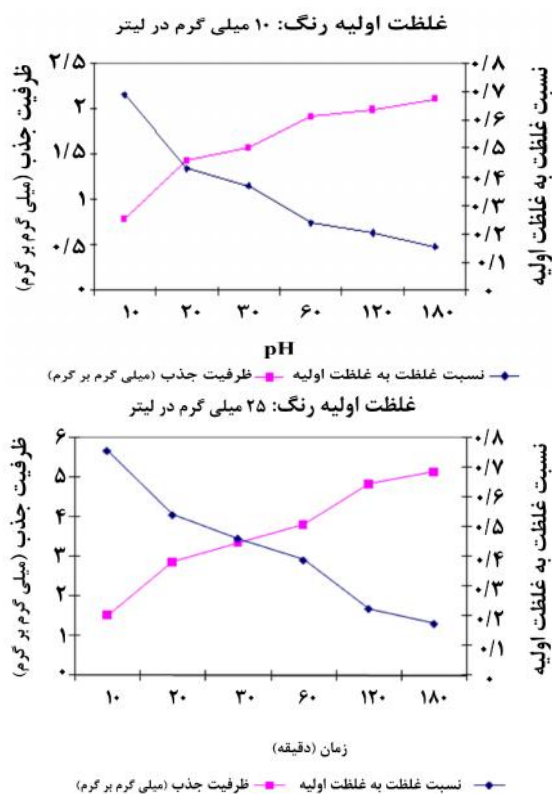 غلظت اولیه رنگ: ۱۰ میلی گرم در لیتر
ظرفیت جذب (میلی گرم بر گرم)
۲/۵
۲
۱/۵
۱
۰/۵
۰
۰/۸
۰/۷
۰/۶
۰/۵
۰/۴
۰/۳
۰/۲
۰/۱
۰
نسبت غلظت به غلظت اولیه
۱۰ ۲۰ ۳۰ ۶۰ ۱۲۰ ۱۸۰
pH
نسبت غلظت به غلظت اولیه ظرفیت جذب (میلی گرم بر گرم)
غلظت اولیه رنگ: ۲۵ میلی گرم در لیتر
ظرفیت جذب (میلی گرم بر گرم)
۶
۵
۴
۳
۲
۱
۰
۰/۸
۰/۷
۰/۶
۰/۵
۰/۴
۰/۳
۰/۲
۰/۱
۰
نسبت غلظت به غلظت اولیه
۱۰ ۲۰ ۳۰ ۶۰ ۱۲۰ ۱۸۰
زمان (دقیقه)
نسبت غلظت به غلظت اولیه ظرفیت جذب (میلی گرم بر گرم)